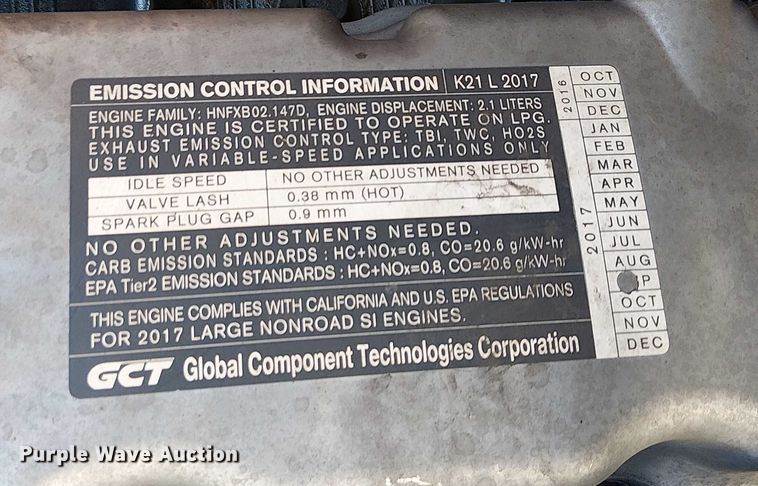 EMISSION CONTROL INFORMATION K21 L 2017
ENGINE FAMILY: HNFXB02.147D, ENGINE DISPLACEMENT: 2.1 LITERS
THIS ENGINE IS CERTIFIED TO OPERATE ON LPG.
EXHAUST EMISSION CONTROL TYPE: TBI, TWC, HO2S
USE IN VARIABLE-SPEED APPLICATIONS ONLY
IDLE SPEED NO OTHER ADJUSTMENTS NEEDED
VALVE LASH 0.38 mm (HOT)
SPARK PLUG GAP 0.9 mm
NO OTHER ADJUSTMENTS NEEDED.
CARB EMISSION STANDARDS : HC+NOx=0.8, CO=20.6 g/kW-hr
EPA Tier2 EMISSION STANDARDS : HC+NOx=0.8, CO=20.6 g/kW-hr
THIS ENGINE COMPLIES WITH CALIFORNIA AND U.S. EPA REGULATIONS
FOR 2017 LARGE NONROAD SI ENGINES.
GCT Global Component Technologies Corporation
2016
OCT
NOV
DEC
2017
JAN
FEB
MAR
APR
MAY
JUN
JUL
AUG
P
OCT
NOV
DEC
Purple Wave Auction